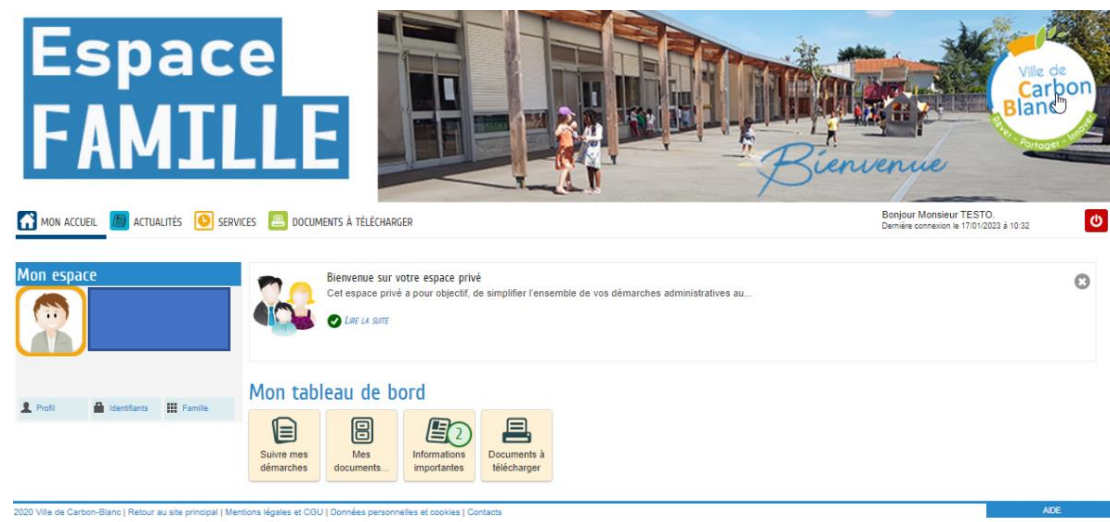 Espace
FAMILLE
Ville de
Carbon
Blanc
Rêver - Partager - Innover
Bienvenue
MON ACCUEIL ACTUALITÉS SERVICES DOCUMENTS À TÉLÉCHARGER
Bonjour Monsieur TESTO.
Dernière connexion le 17/01/2023 à 10:32
Mon espace
Profil Identifiants Famille
Bienvenue sur votre espace privé
Cet espace privé a pour objectif, de simplifier l'ensemble de vos démarches administratives au...
LIRE LA SUITE
Mon tableau de bord
Suivre mes
démarches
Mes
documents...
2
Informations
importantes
Documents à
télécharger
2020 Ville de Carbon-Blanc | Retour au site principal | Mentions légales et CGU | Données personnelles et cookies | Contacts
AIDE